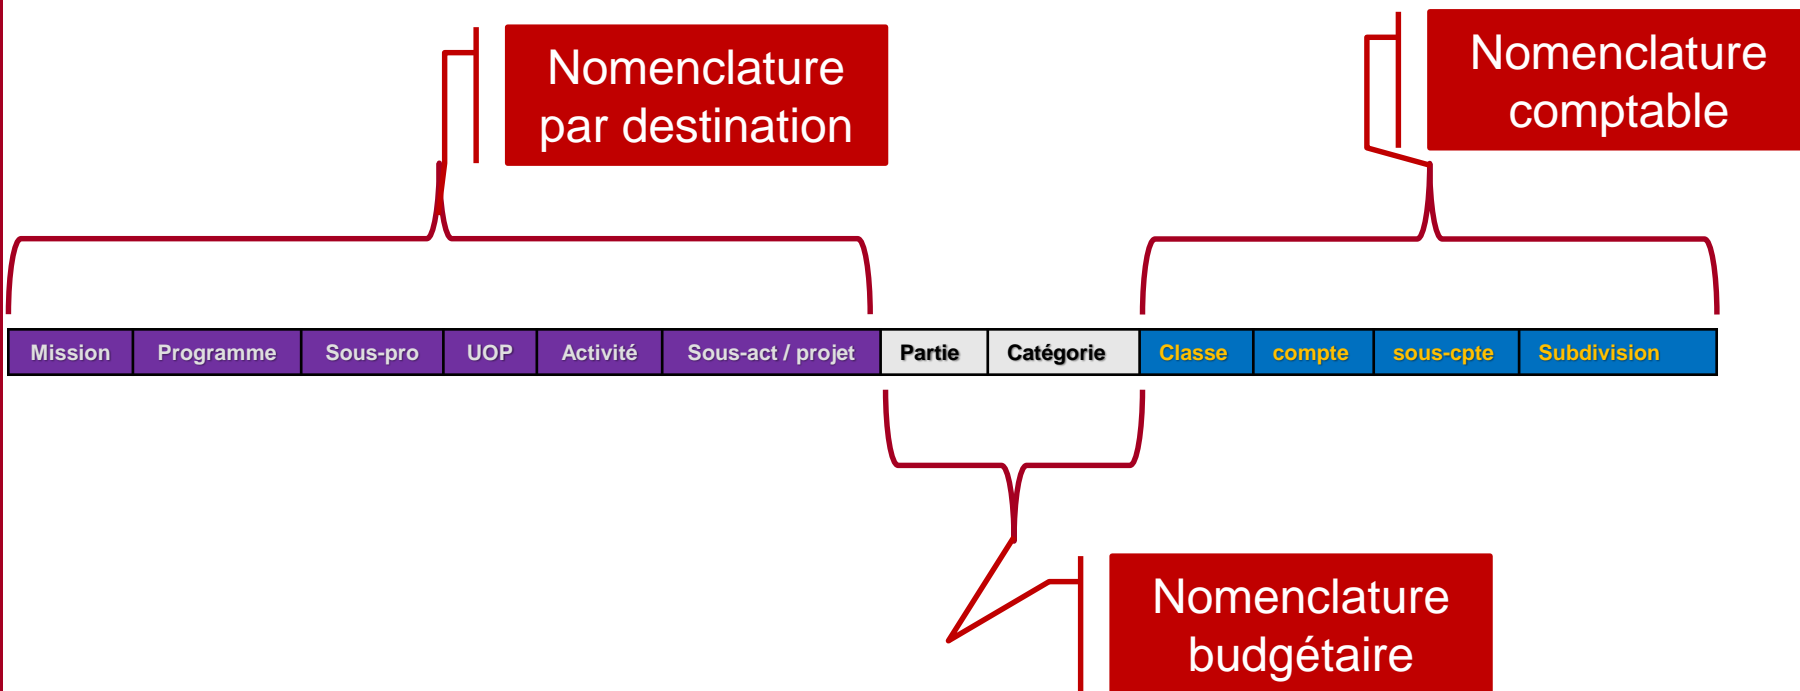 Nomenclature
par destination
Nomenclature
comptable
Mission Programme Sous-pro UOP Activité Sous-act / projet Partie Catégorie Classe compte sous-cpte Subdivision
Nomenclature
budgétaire